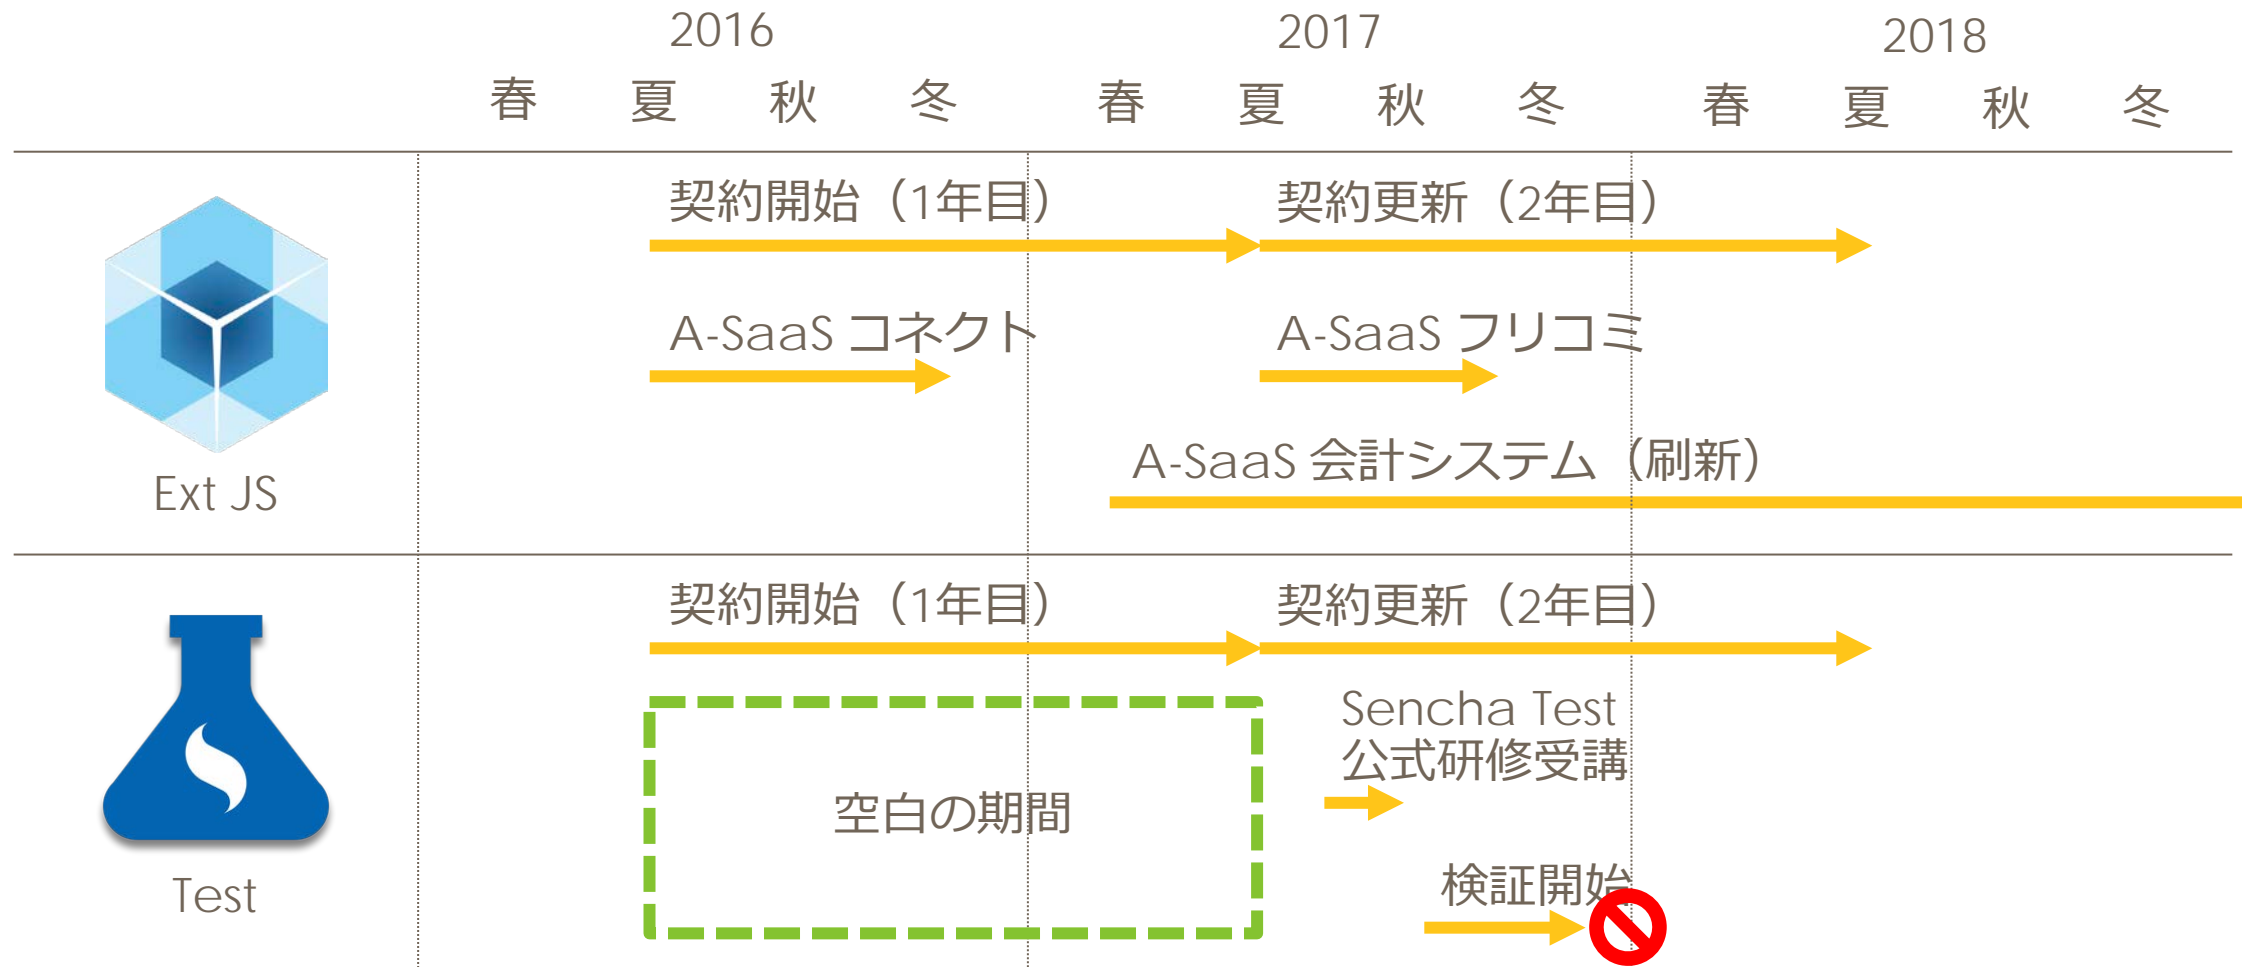 2016 2017 2018
春 夏 秋 冬 春 夏 秋 冬 春 夏 秋 冬
契約開始（1年目） 契約更新（2年目）
A-SaaS コネクト A-SaaS フリコミ
A-SaaS 会計システム（刷新）
Ext JS
契約開始（1年目） 契約更新（2年目）
Sencha Test
公式研修受講
空白の期間
検証開始
Test